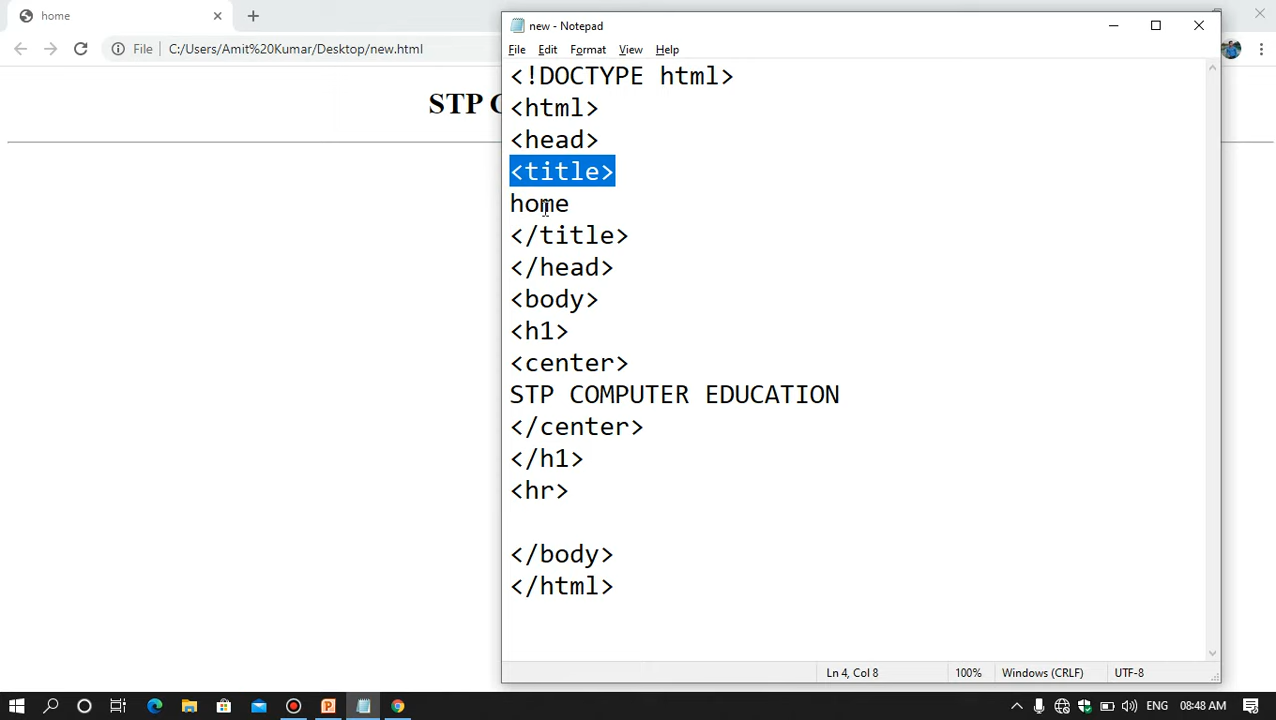 home
File C:/Users/Amit%20Kumar/Desktop/new.html
STP
new - Notepad
File Edit Format View Help
<!DOCTYPE html>
<html>
<head>
<title>
home
</title>
</head>
<body>
<h1>
<center>
STP COMPUTER EDUCATION
</center>
</h1>
<hr>
</body>
</html>
Ln 4, Col 8 100% Windows (CRLF) UTF-8
ENG 08:48 AM